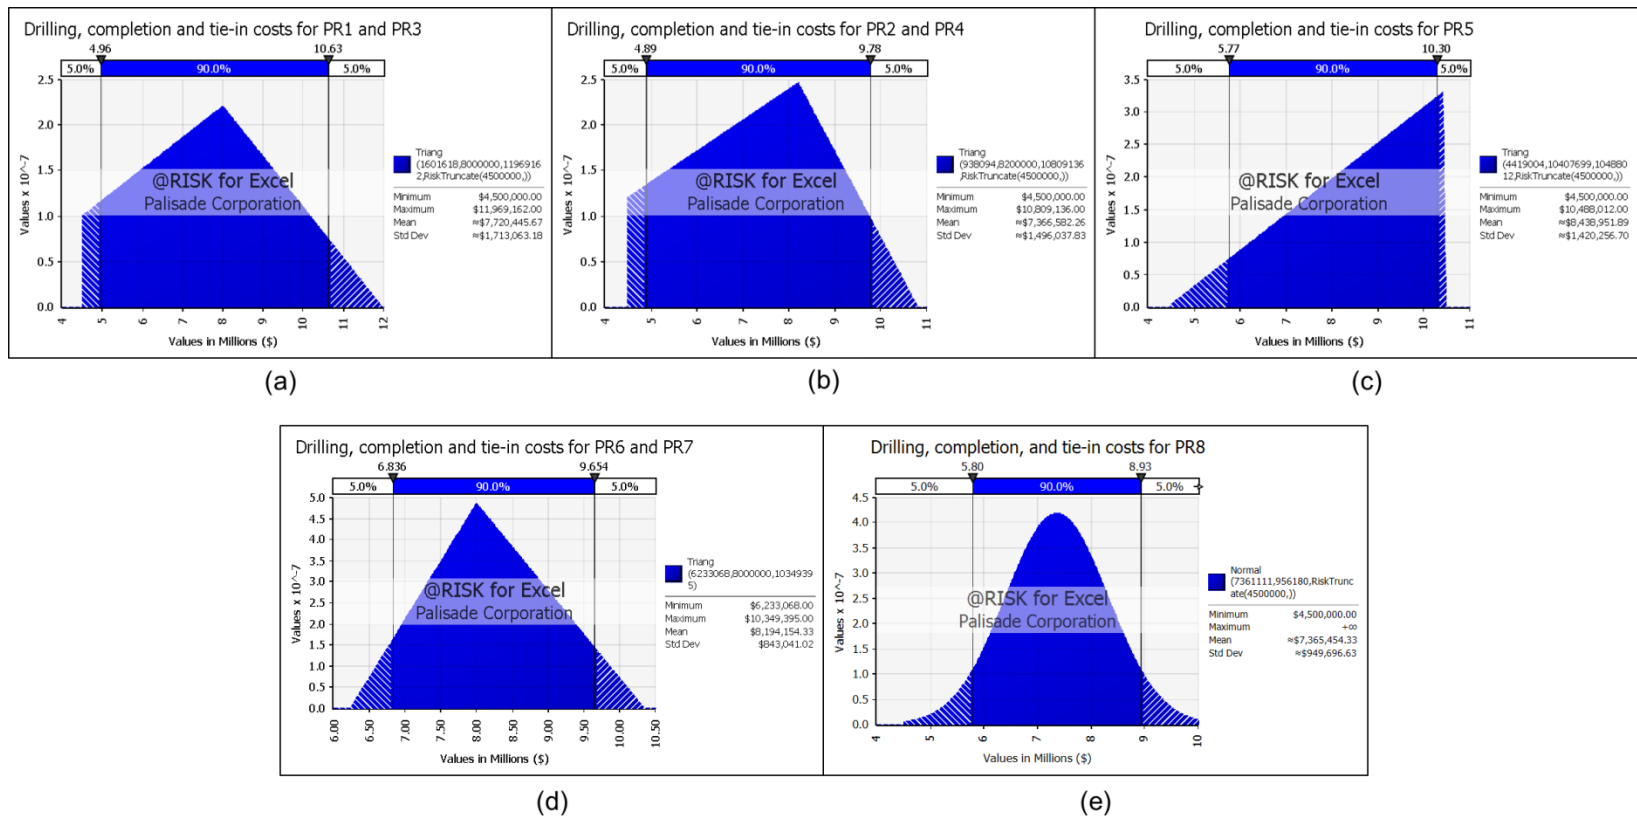 Drilling, completion and tie-in costs for PR1 and PR3
4.96 10.63
5.0% 90.0% 5.0%
2.5
2.0
1.5
1.0
0.5
0.0
Values x 10^-7
4 5 6 7 8 9 10 11 12
Values in Millions ($)
@RISK for Excel
Palisade Corporation
Triang
(1601618,8000000,1196916
2,RiskTruncate(4500000,))
Minimum $4,500,000.00
Maximum $11,969,162.00
Mean ≈$7,720,445.67
Std Dev ≈$1,713,063.18
(a)
Drilling, completion and tie-in costs for PR2 and PR4
4.89 9.78
5.0% 90.0% 5.0%
2.5
2.0
1.5
1.0
0.5
0.0
Values x 10^-7
4 5 6 7 8 9 10 11
Values in Millions ($)
@RISK for Excel
Palisade Corporation
Triang
(938094,8200000,10809136
,RiskTruncate(4500000,))
Minimum $4,500,000.00
Maximum $10,809,136.00
Mean ≈$7,366,582.26
Std Dev ≈$1,496,037.83
(b)
Drilling, completion and tie-in costs for PR5
5.77 10.30
5.0% 90.0% 5.0%
3.5
3.0
2.5
2.0
1.5
1.0
0.5
0.0
Values x 10^-7
4 5 6 7 8 9 10 11
Values in Millions ($)
@RISK for Excel
Palisade Corporation
Triang
(4419004,10407699,104880
12,RiskTruncate(4500000,))
Minimum $4,500,000.00
Maximum $10,488,012.00
Mean ≈$8,438,951.89
Std Dev ≈$1,420,256.70
(c)
Drilling, completion and tie-in costs for PR6 and PR7
6.836 9.654
5.0% 90.0% 5.0%
5.0
4.5
4.0
3.5
3.0
2.5
2.0
1.5
1.0
0.5
0.0
Values x 10^-7
6.00 6.50 7.00 7.50 8.00 8.50 9.00 9.50 10.00 10.50
Values in Millions ($)
@RISK for Excel
Palisade Corporation
Triang
(6233068,8000000,1034939
5)
Minimum $6,233,068.00
Maximum $10,349,395.00
Mean $8,194,154.33
Std Dev $843,041.02
(d)
Drilling, completion, and tie-in costs for PR8
5.80 8.93
5.0% 90.0% 5.0%
4.5
4.0
3.5
3.0
2.5
2.0
1.5
1.0
0.5
0.0
Values x 10^-7
4 5 6 7 8 9 10
Values in Millions ($)
@RISK for Excel
Palisade Corporation
Normal
(7361111,956180,RiskTrunc
ate(4500000,))
Minimum $4,500,000.00
Maximum +∞
Mean ≈$7,365,454.33
Std Dev ≈$949,696.63
(e)